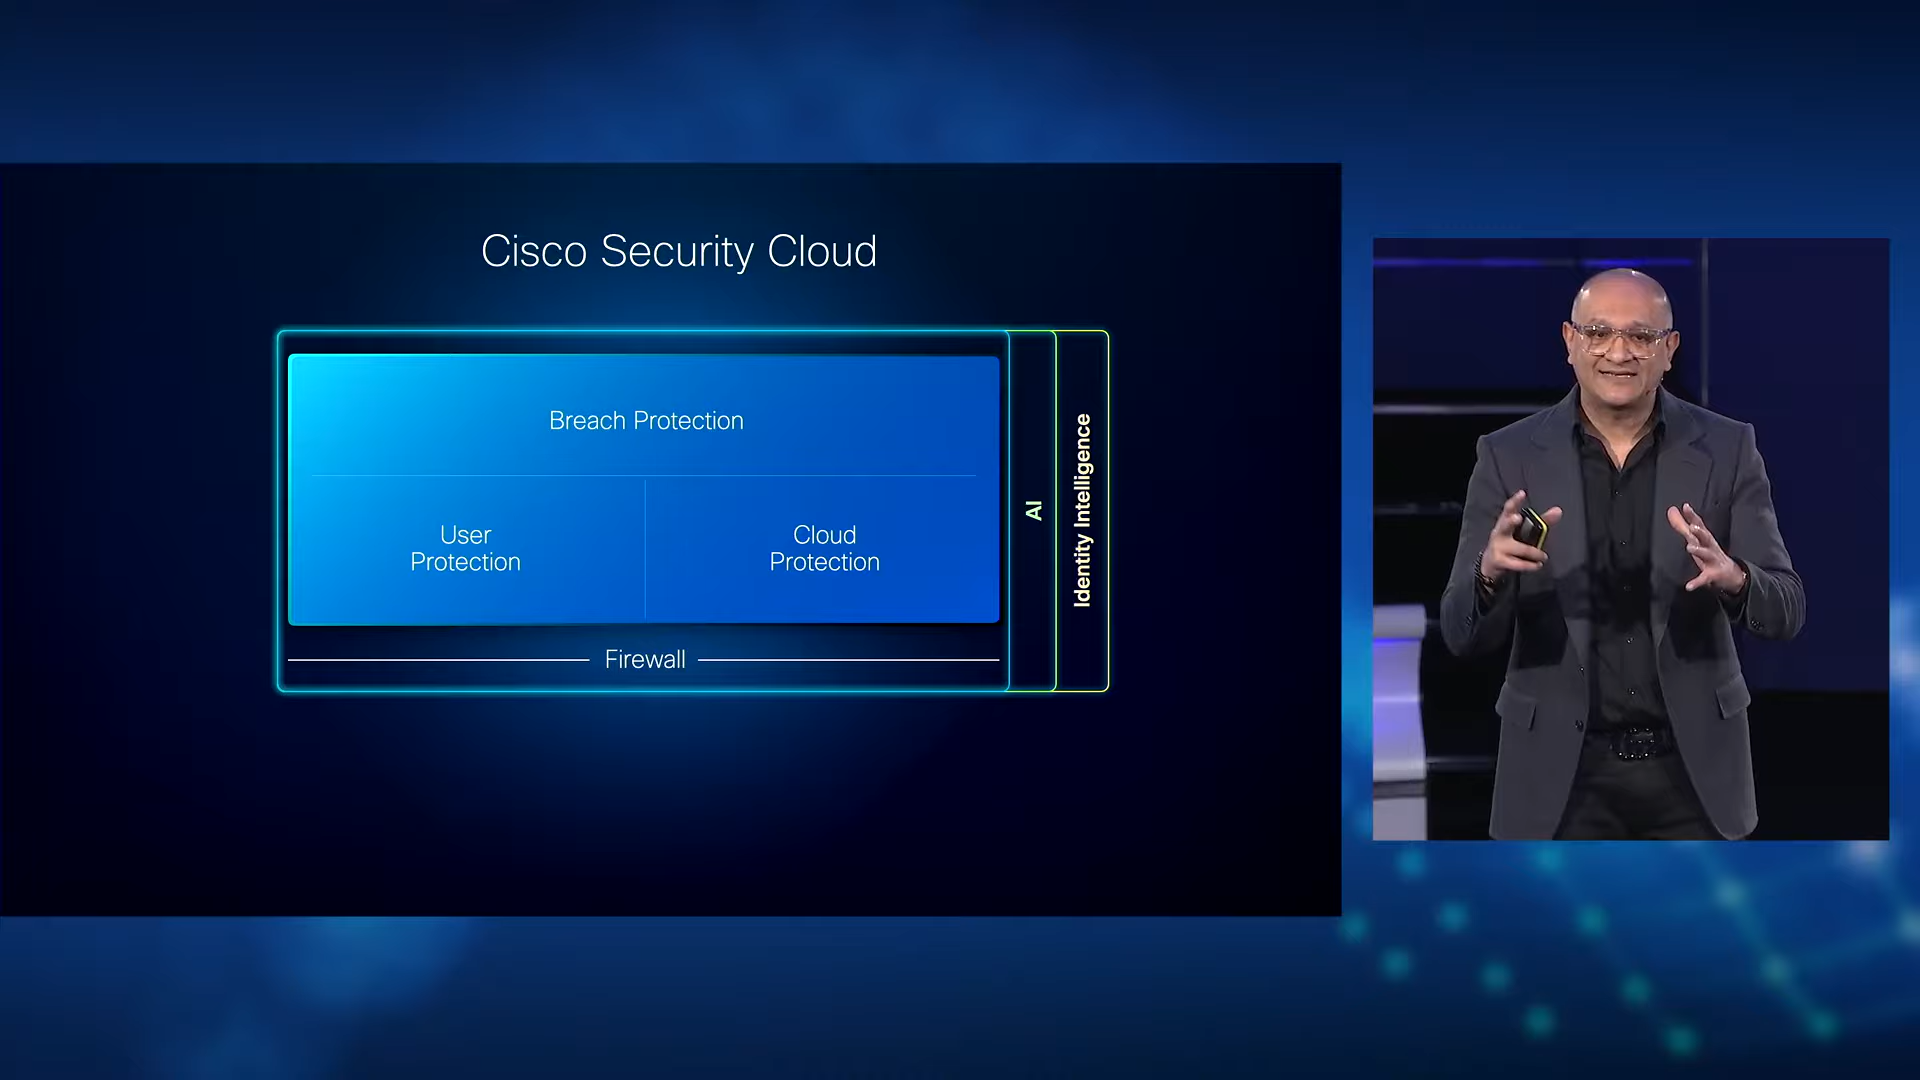 Cisco Security Cloud
Breach Protection
User
Protection
Cloud
Protection
Firewall
AI
Identity Intelligence